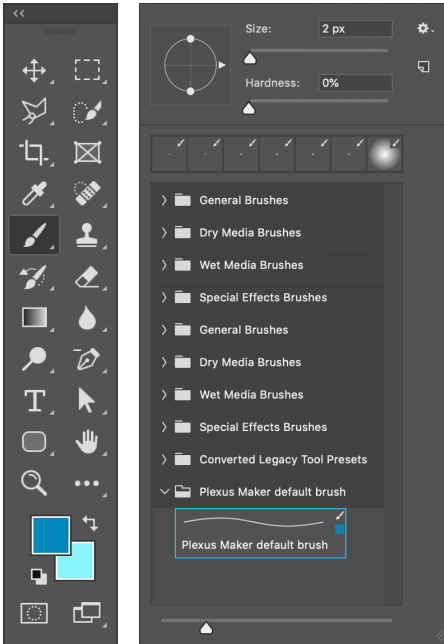 Size:
2 px
Hardness:
0%
General Brushes
Dry Media Brushes
Wet Media Brushes
Special Effects Brushes
General Brushes
Dry Media Brushes
Wet Media Brushes
Special Effects Brushes
Converted Legacy Tool Presets
Plexus Maker default brush
Plexus Maker default brush